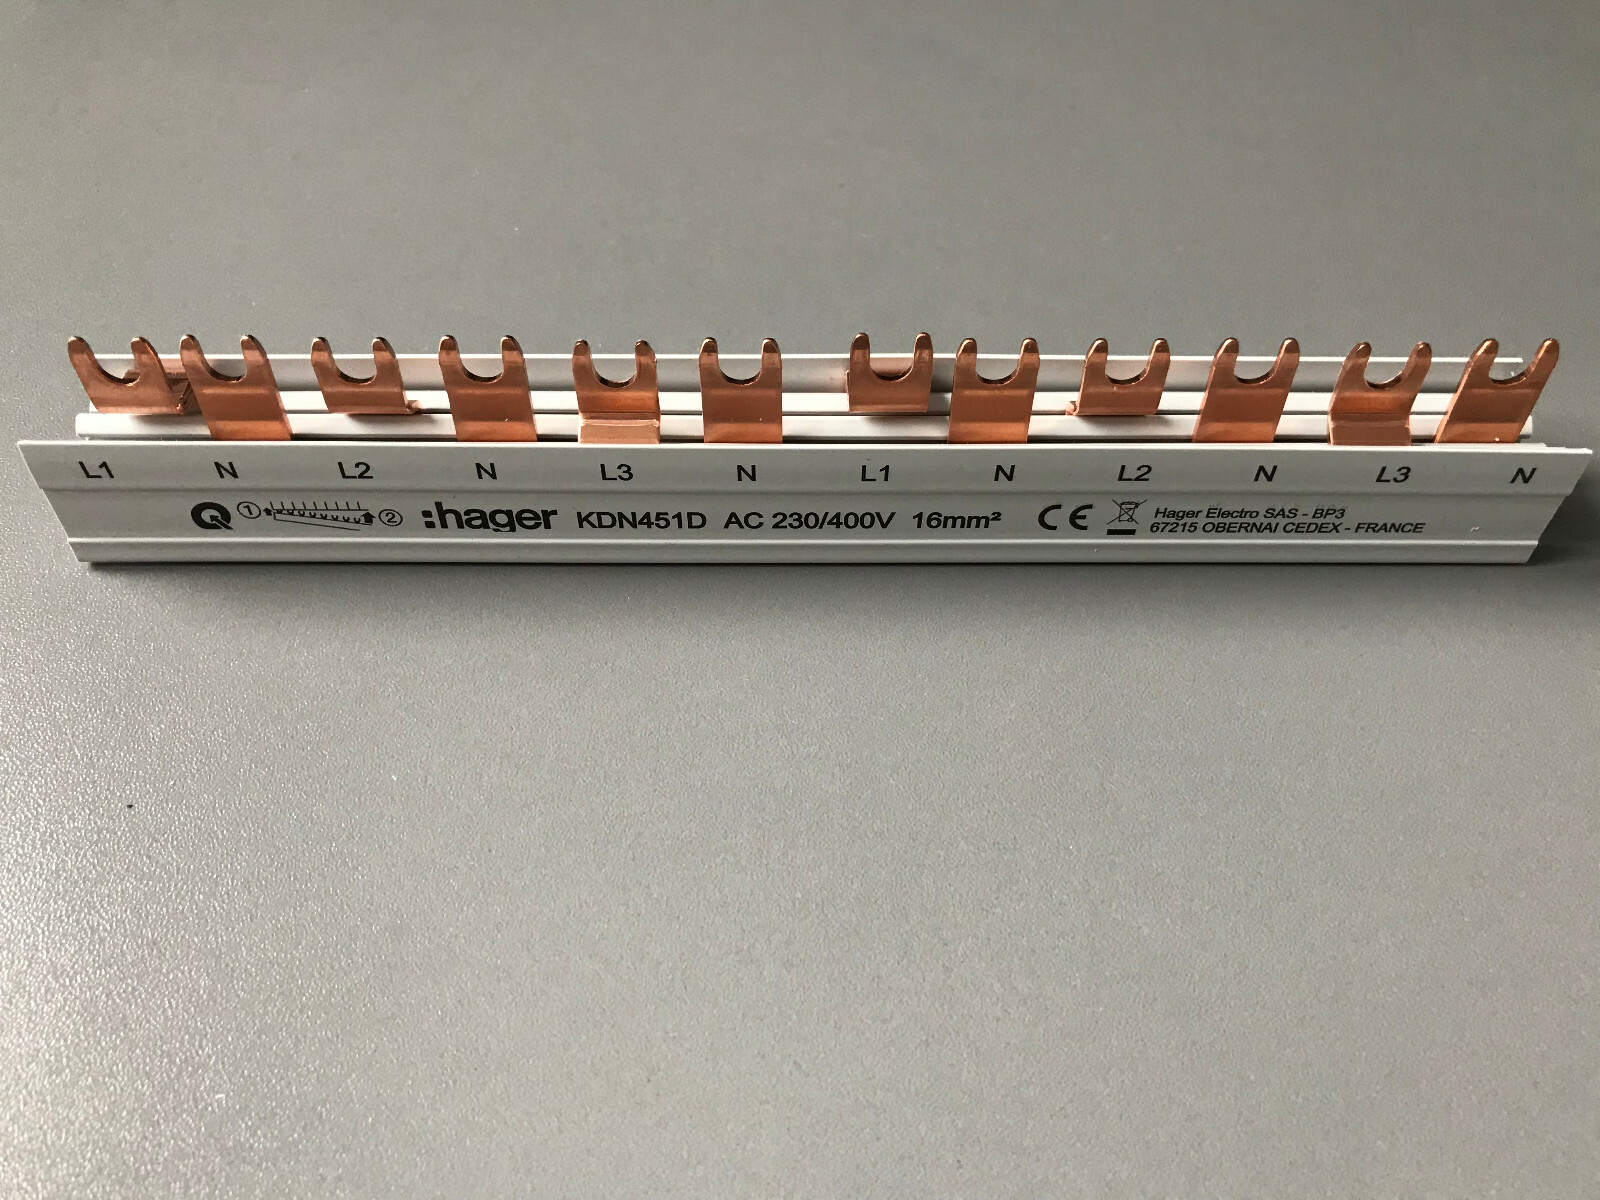 L1 N L2 N L3 N L1 N L2 N L3 N
① ② :hager KDN451D AC 230/400V 16mm² CE Hager Electro SAS - BP3
67215 OBERNAI CEDEX - FRANCE